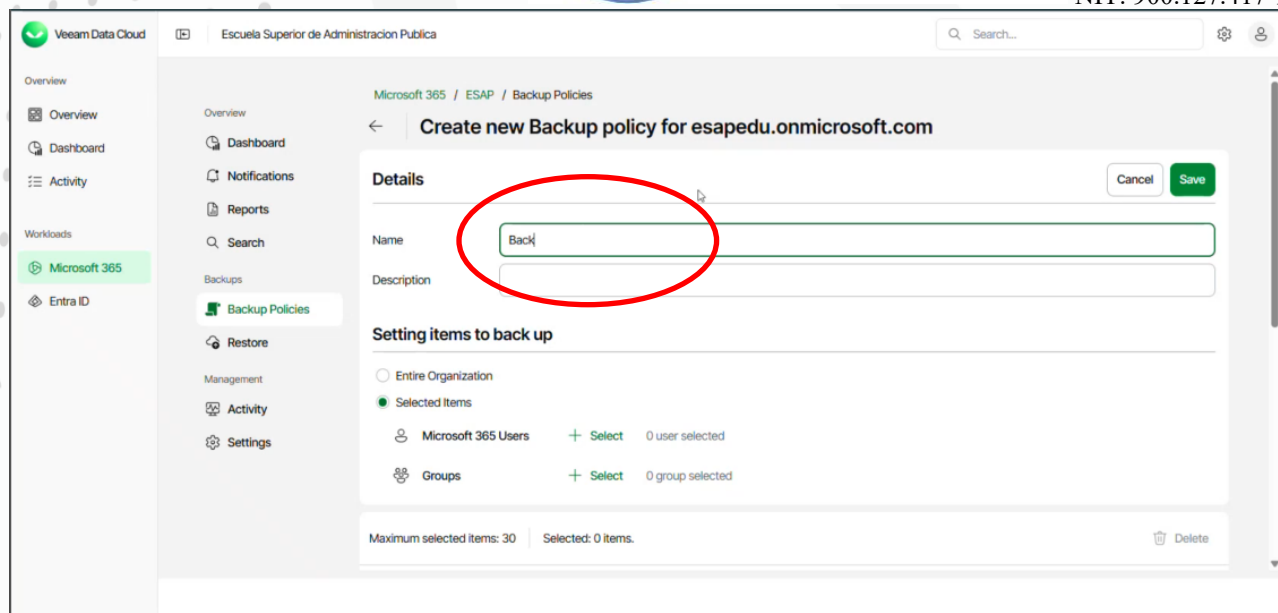 NIT. 900.127.417
Veeam Data Cloud
Escuela Superior de Administracion Publica
Search...
Overview
Overview
Dashboard
Activity
Workloads
Microsoft 365
Entra ID
Overview
Dashboard
Notifications
Reports
Search
Backups
Backup Policies
Restore
Management
Activity
Settings
Microsoft 365 / ESAP / Backup Policies
Create new Backup policy for esapedu.onmicrosoft.com
Details
Cancel
Save
Name
Back
Description
Setting items to back up
Entire Organization
Selected Items
Microsoft 365 Users
+ Select
0 user selected
Groups
+ Select
0 group selected
Maximum selected items: 30
Selected: 0 items.
Delete